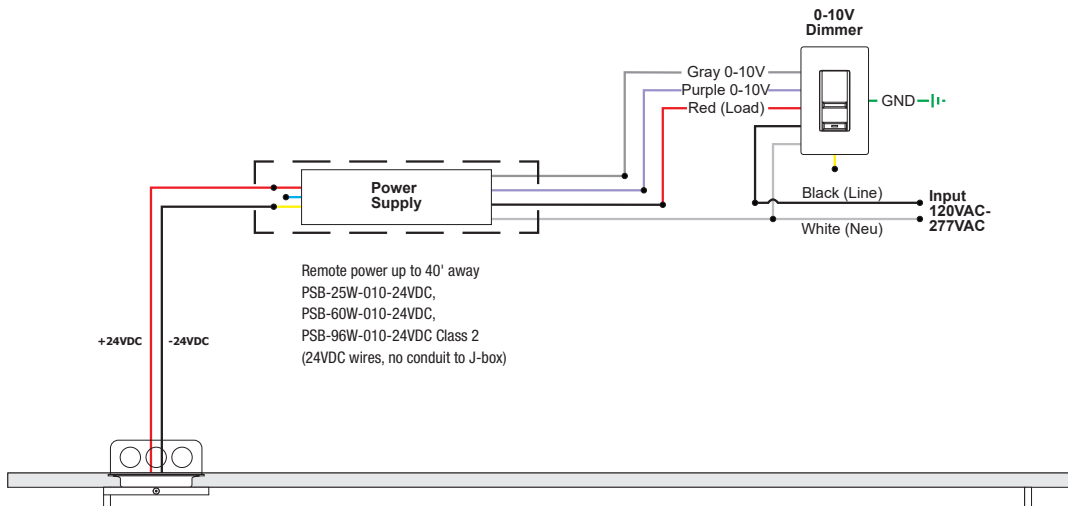 0-10V
Dimmer
Gray 0-10V
Purple 0-10V
Red (Load)
GND
Power
Supply
Black (Line)
White (Neu)
Input
120VAC-
277VAC
Remote power up to 40' away
PSB-25W-010-24VDC,
PSB-60W-010-24VDC,
PSB-96W-010-24VDC Class 2
(24VDC wires, no conduit to J-box)
+24VDC
-24VDC